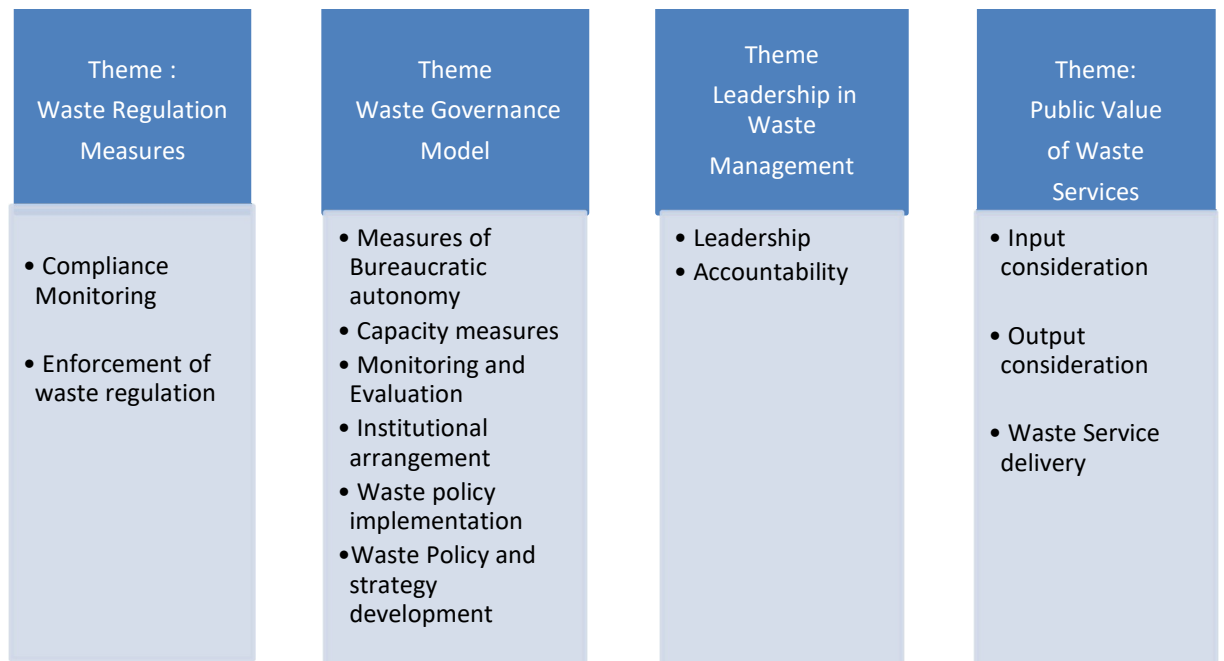 Theme :
Waste Regulation
Measures
• Compliance
Monitoring
• Enforcement of
waste regulation
Theme
Waste Governance
Model
• Measures of
Bureaucratic
autonomy
• Capacity measures
• Monitoring and
Evaluation
• Institutional
arrangement
• Waste policy
implementation
•Waste Policy and
strategy
development
Theme
Leadership in
Waste
Management
• Leadership
• Accountability
Theme:
Public Value
of Waste
Services
• Input
consideration
• Output
consideration
• Waste Service
delivery